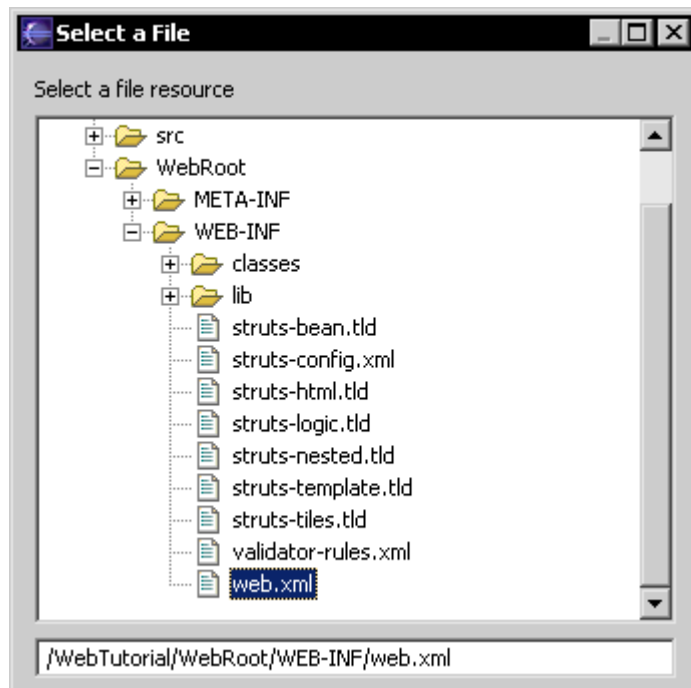 Select a File
Select a file resource
src
WebRoot
META-INF
WEB-INF
classes
lib
struts-bean.tld
struts-config.xml
struts-html.tld
struts-logic.tld
struts-nested.tld
struts-template.tld
struts-tiles.tld
validator-rules.xml
web.xml
/WebTutorial/WebRoot/WEB-INF/web.xml